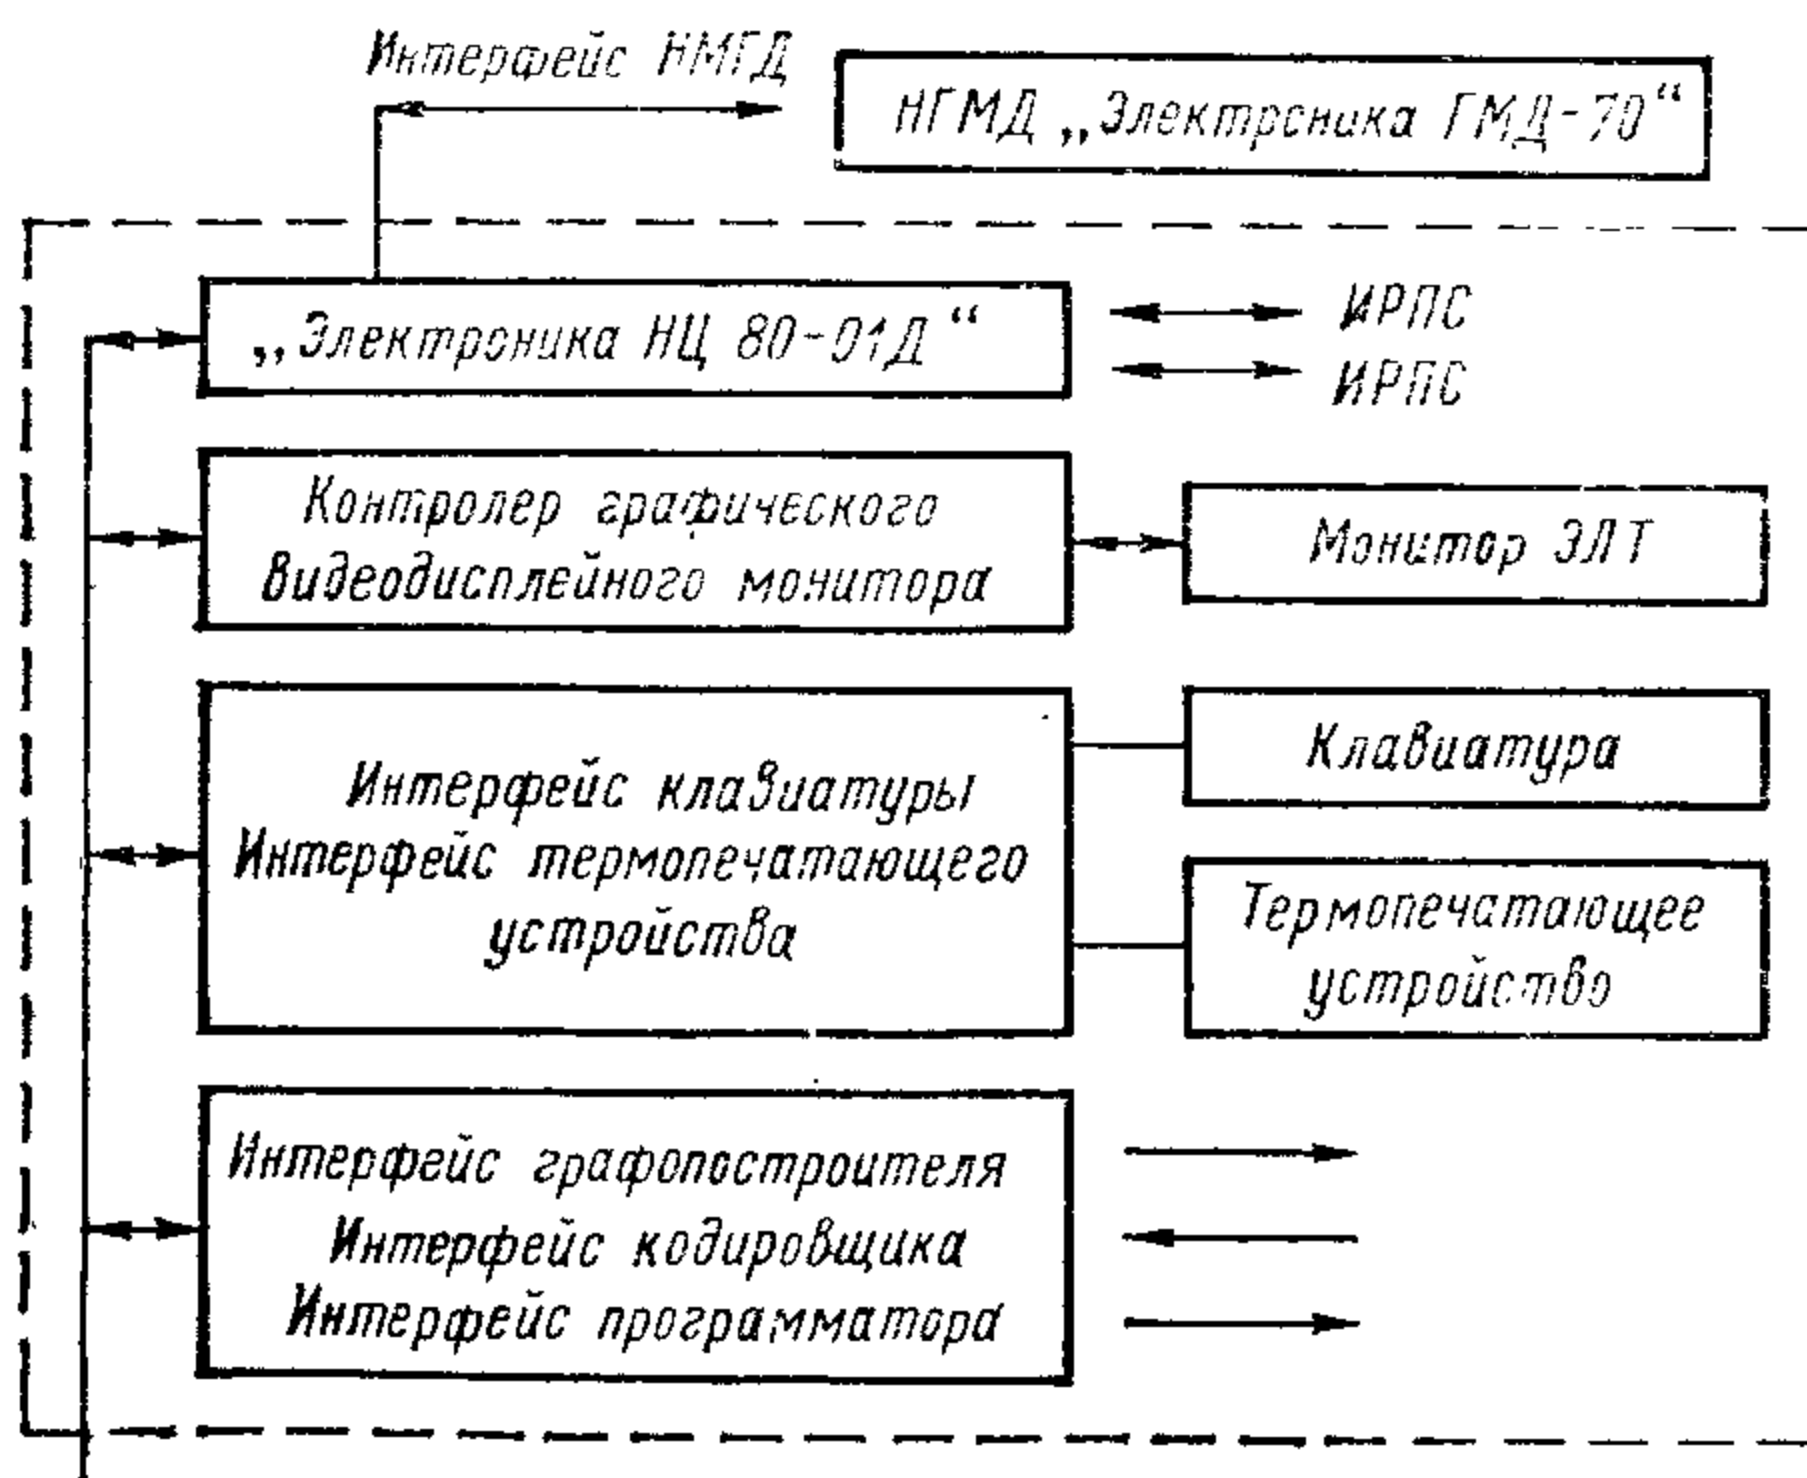 Интерфейс НМГД
НГМД „Электроника ГМД-70“
„Электроника НЦ 80-01Д“
ИРПС
ИРПС
Контролер графического
видеодисплейного монитора
Монитор ЭЛТ
Интерфейс клавиатуры
Интерфейс термопечатающего
устройства
Клавиатура
Термопечатающее
устройство
Интерфейс графопостроителя
Интерфейс кодировщика
Интерфейс программатора